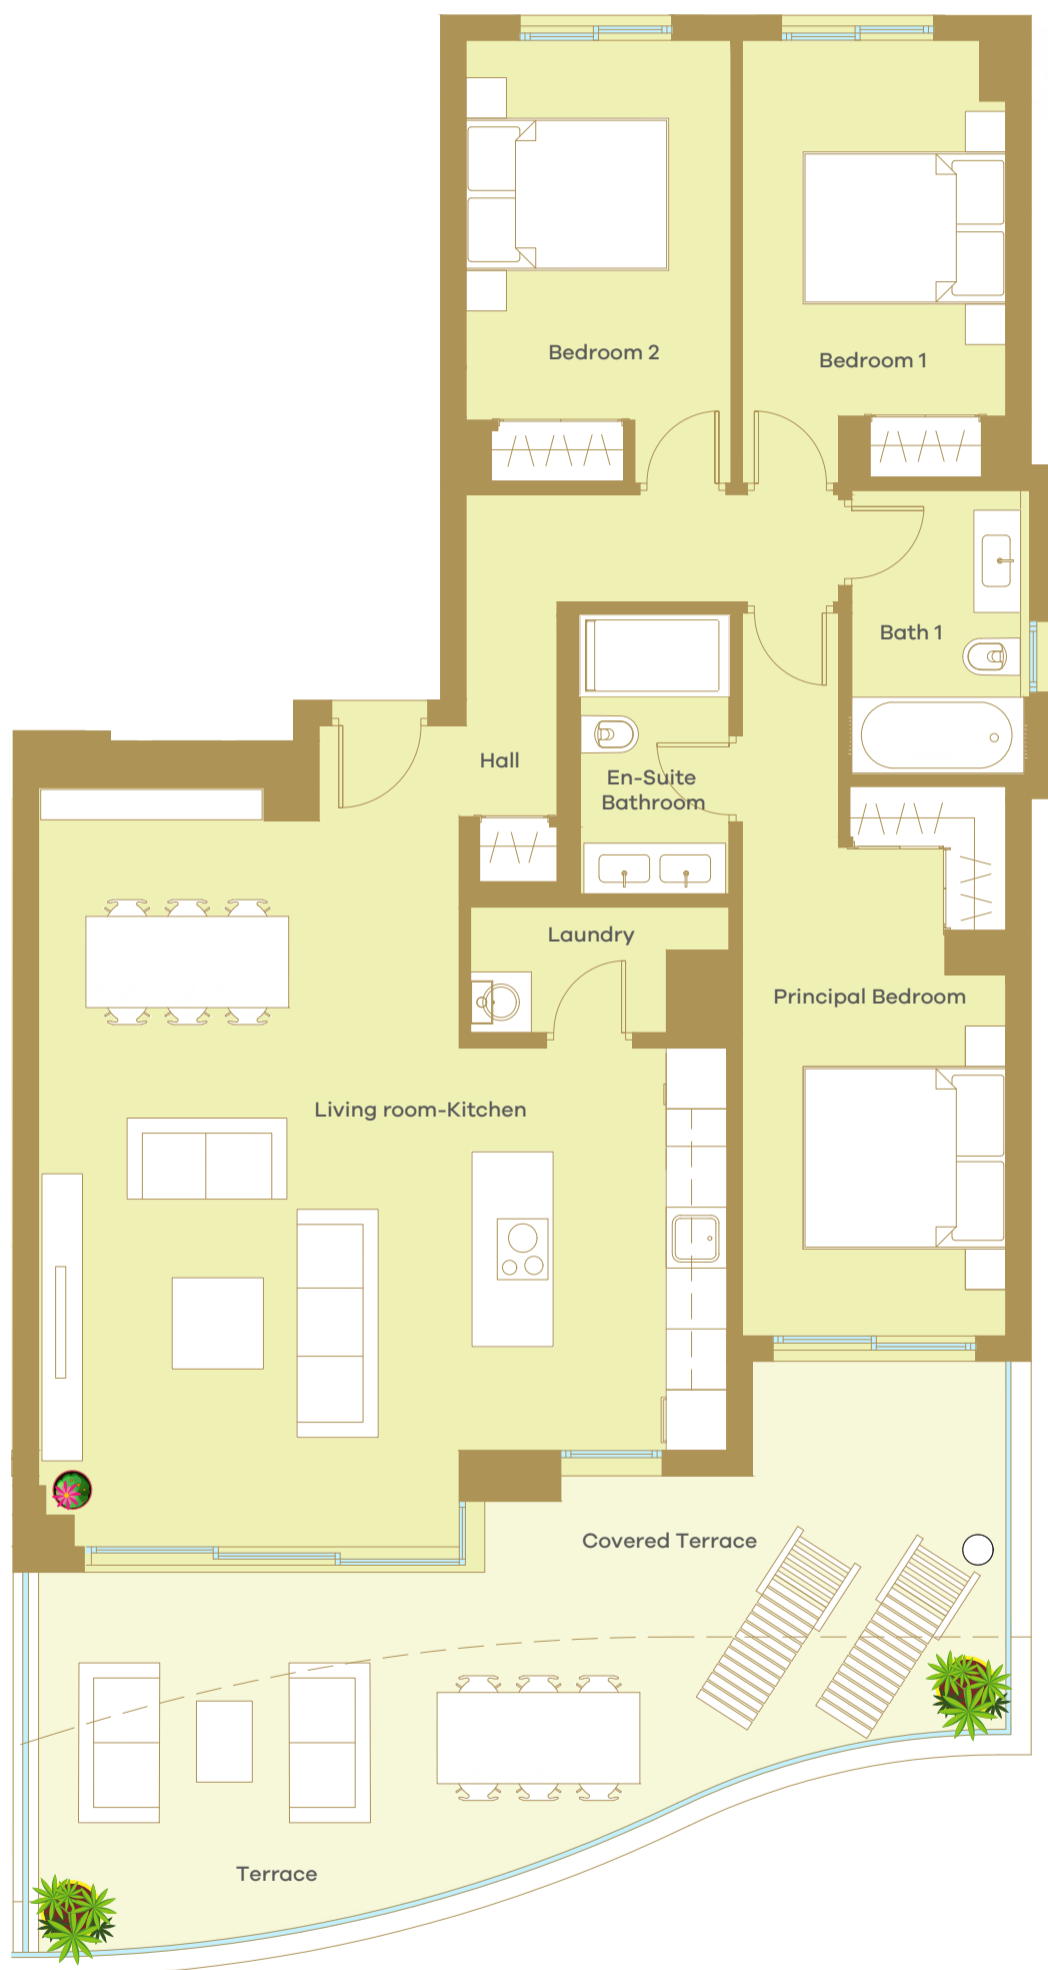 Bedroom 2
Bedroom 1
Bath 1
Hall
En-Suite
Bathroom
Laundry
Principal Bedroom
Living room-Kitchen
Covered Terrace
Terrace